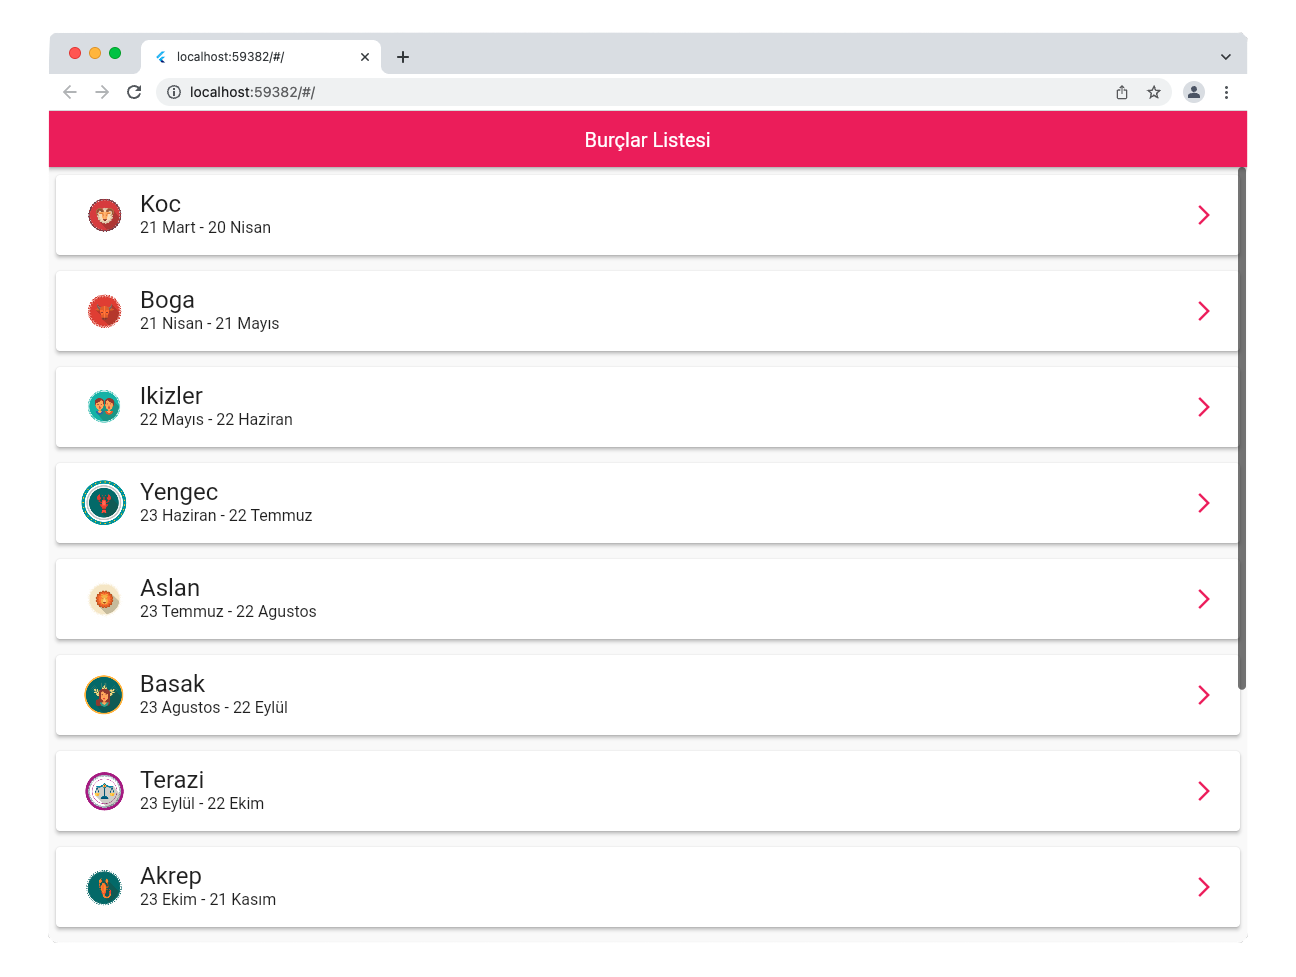 localhost:59382/#/
localhost:59382/#/
Burçlar Listesi
Koc
21 Mart - 20 Nisan
Boga
21 Nisan - 21 Mayıs
Ikizler
22 Mayıs - 22 Haziran
Yengec
23 Haziran - 22 Temmuz
Aslan
23 Temmuz - 22 Agustos
Basak
23 Agustos - 22 Eylül
Terazi
23 Eylül - 22 Ekim
Akrep
23 Ekim - 21 Kasım